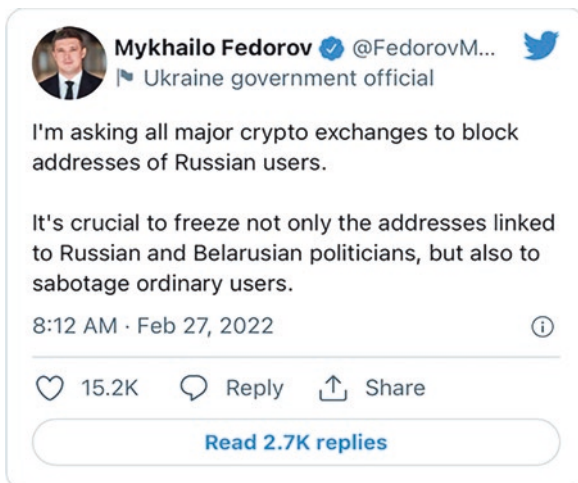 Mykhailo Fedorov @FedorovM...
Ukraine government official
I'm asking all major crypto exchanges to block
addresses of Russian users.
It's crucial to freeze not only the addresses linked
to Russian and Belarusian politicians, but also to
sabotage ordinary users.
8:12 AM · Feb 27, 2022
15.2K Reply Share
Read 2.7K replies